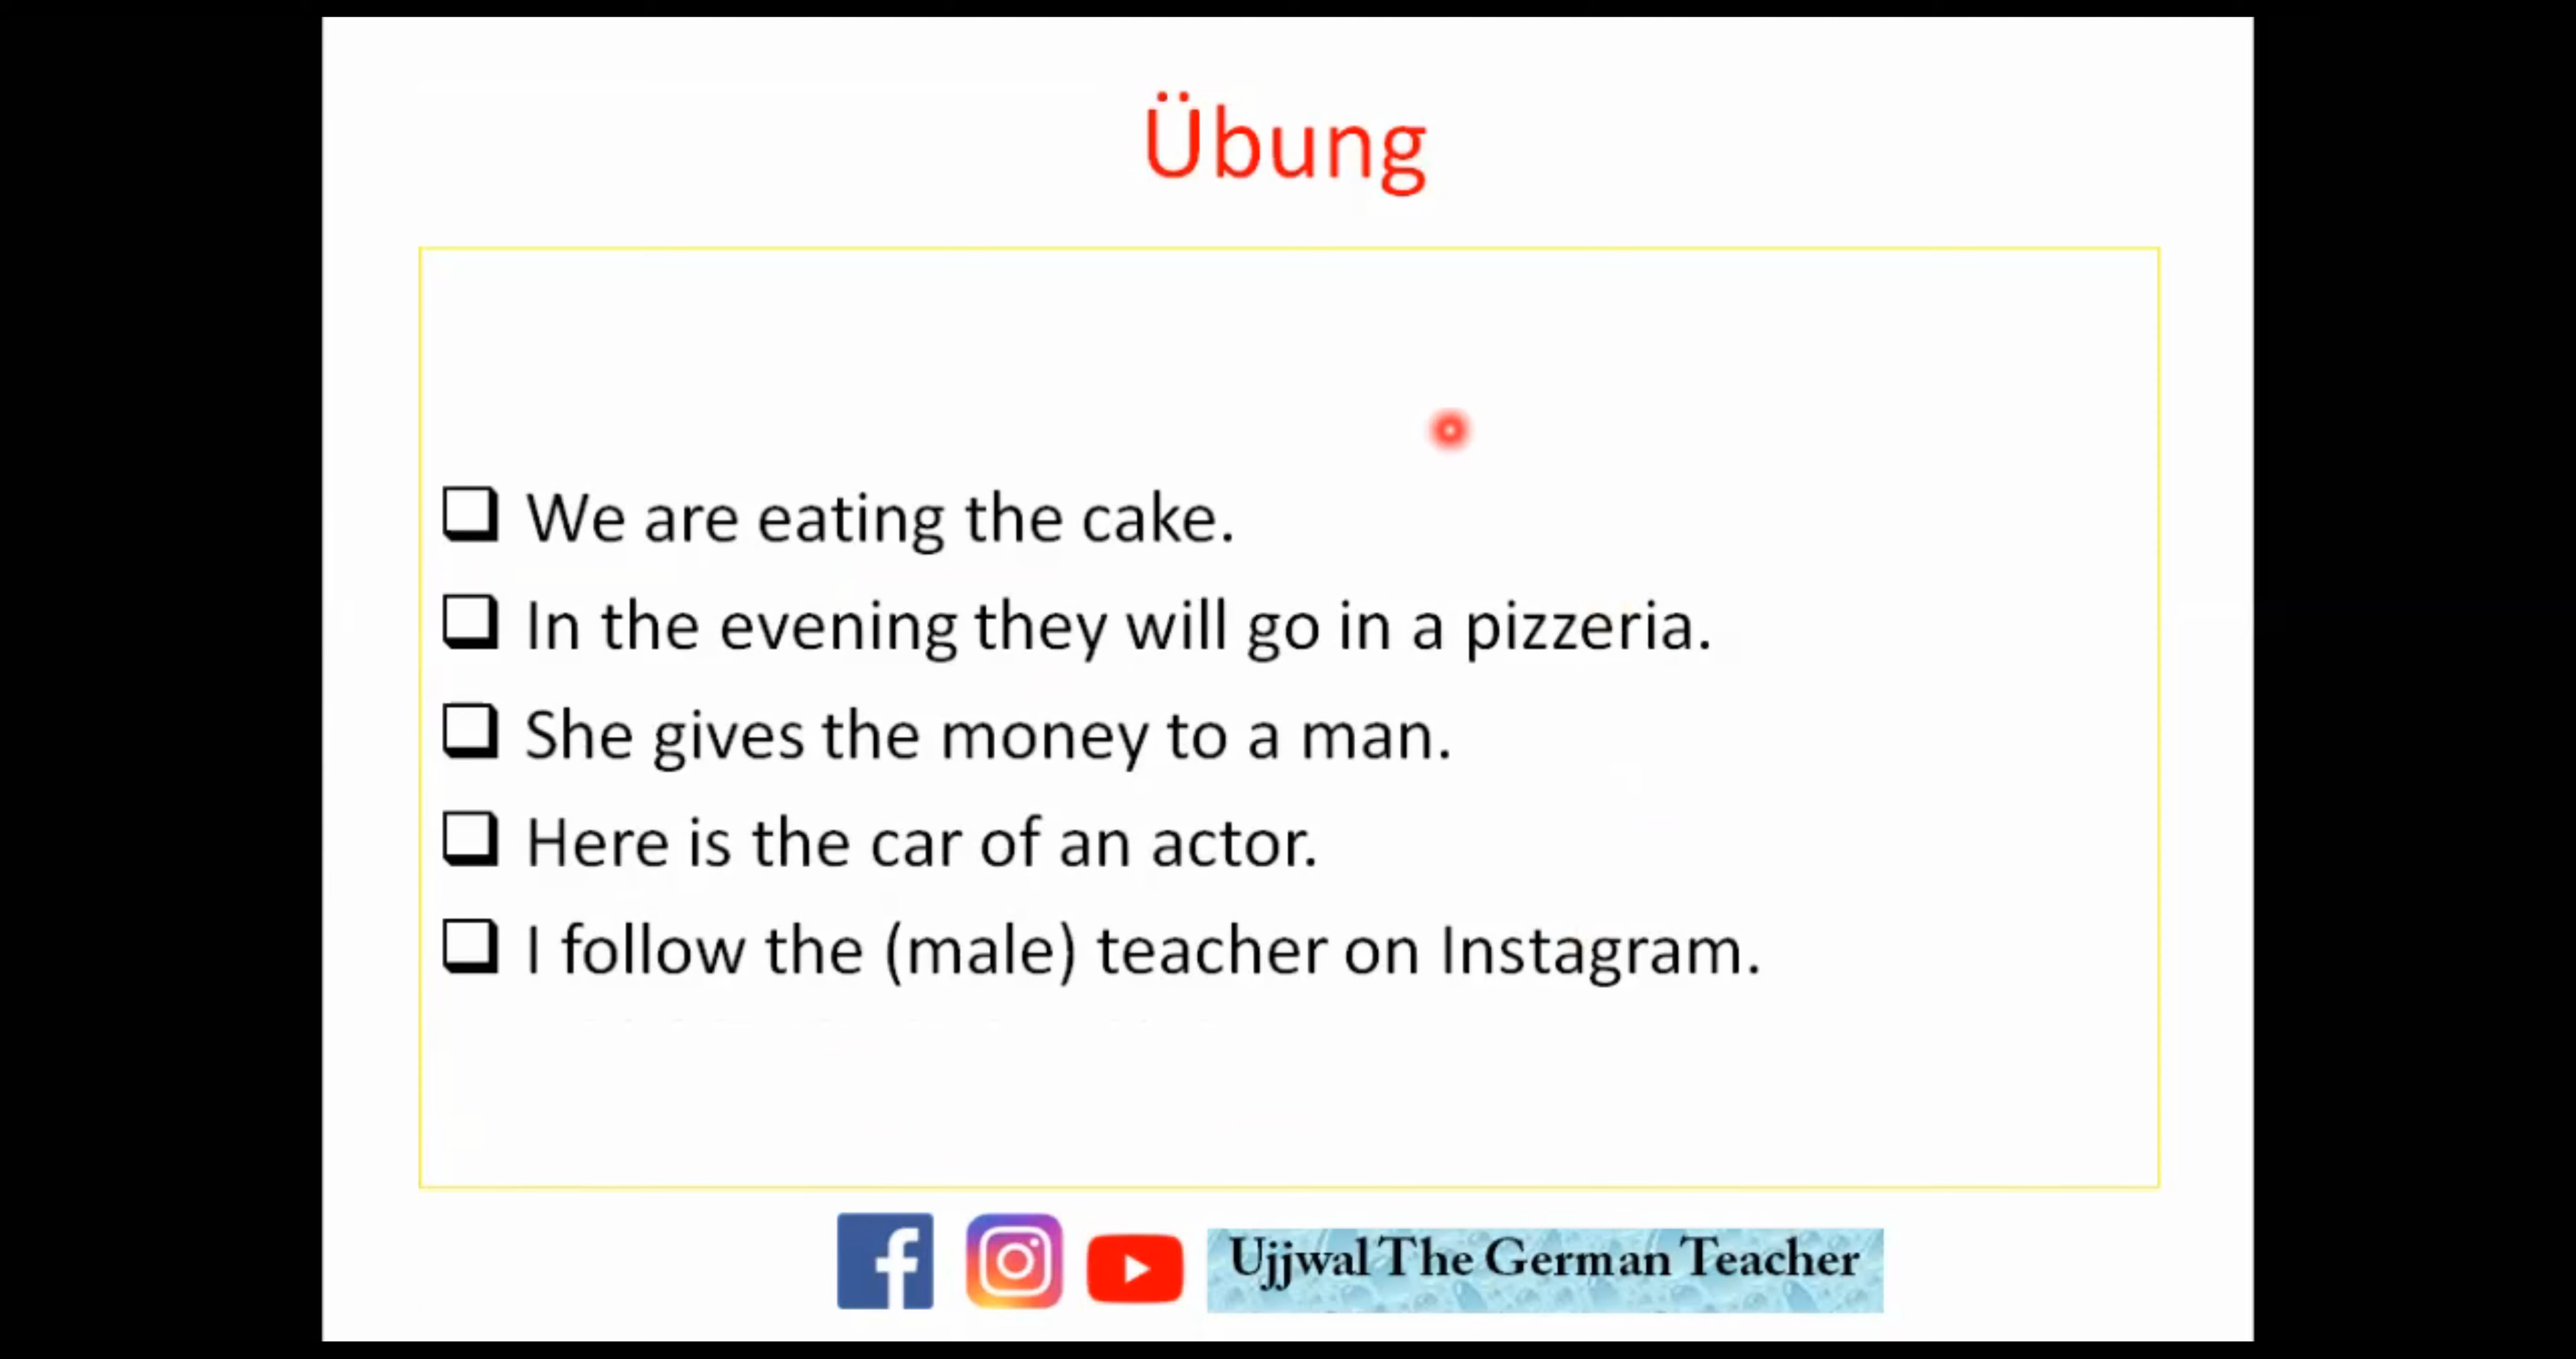 Übung
We are eating the cake.
In the evening they will go in a pizzeria.
She gives the money to a man.
Here is the car of an actor.
I follow the (male) teacher on Instagram.
Ujjwal The German Teacher